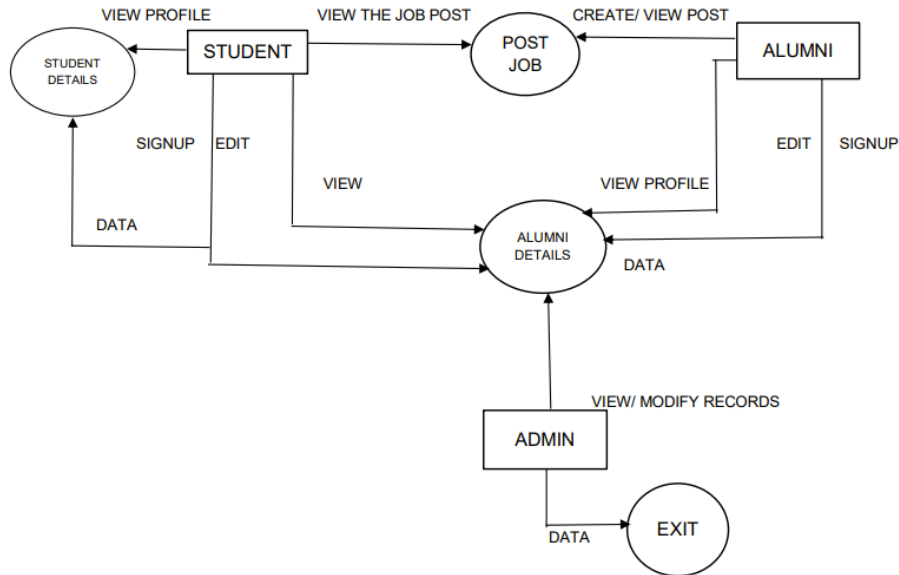 VIEW PROFILE
VIEW THE JOB POST
CREATE/ VIEW POST
STUDENT
DETAILS
STUDENT
POST
JOB
ALUMNI
SIGNUP
EDIT
EDIT
SIGNUP
VIEW
VIEW PROFILE
DATA
ALUMNI
DETAILS
DATA
VIEW/ MODIFY RECORDS
ADMIN
DATA
EXIT